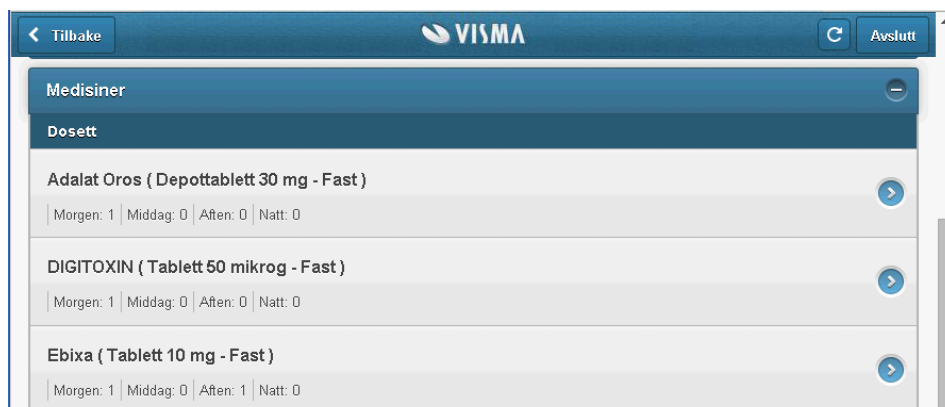 Tilbake VISMA Avslutt
Medisiner
Dosett
Adalat Oros ( Depottablett 30 mg - Fast )
Morgen: 1 Middag: 0 Aften: 0 Natt: 0
DIGITOXIN ( Tablett 50 mikrog - Fast )
Morgen: 1 Middag: 0 Aften: 0 Natt: 0
Ebixa ( Tablett 10 mg - Fast )
Morgen: 1 Middag: 0 Aften: 1 Natt: 0